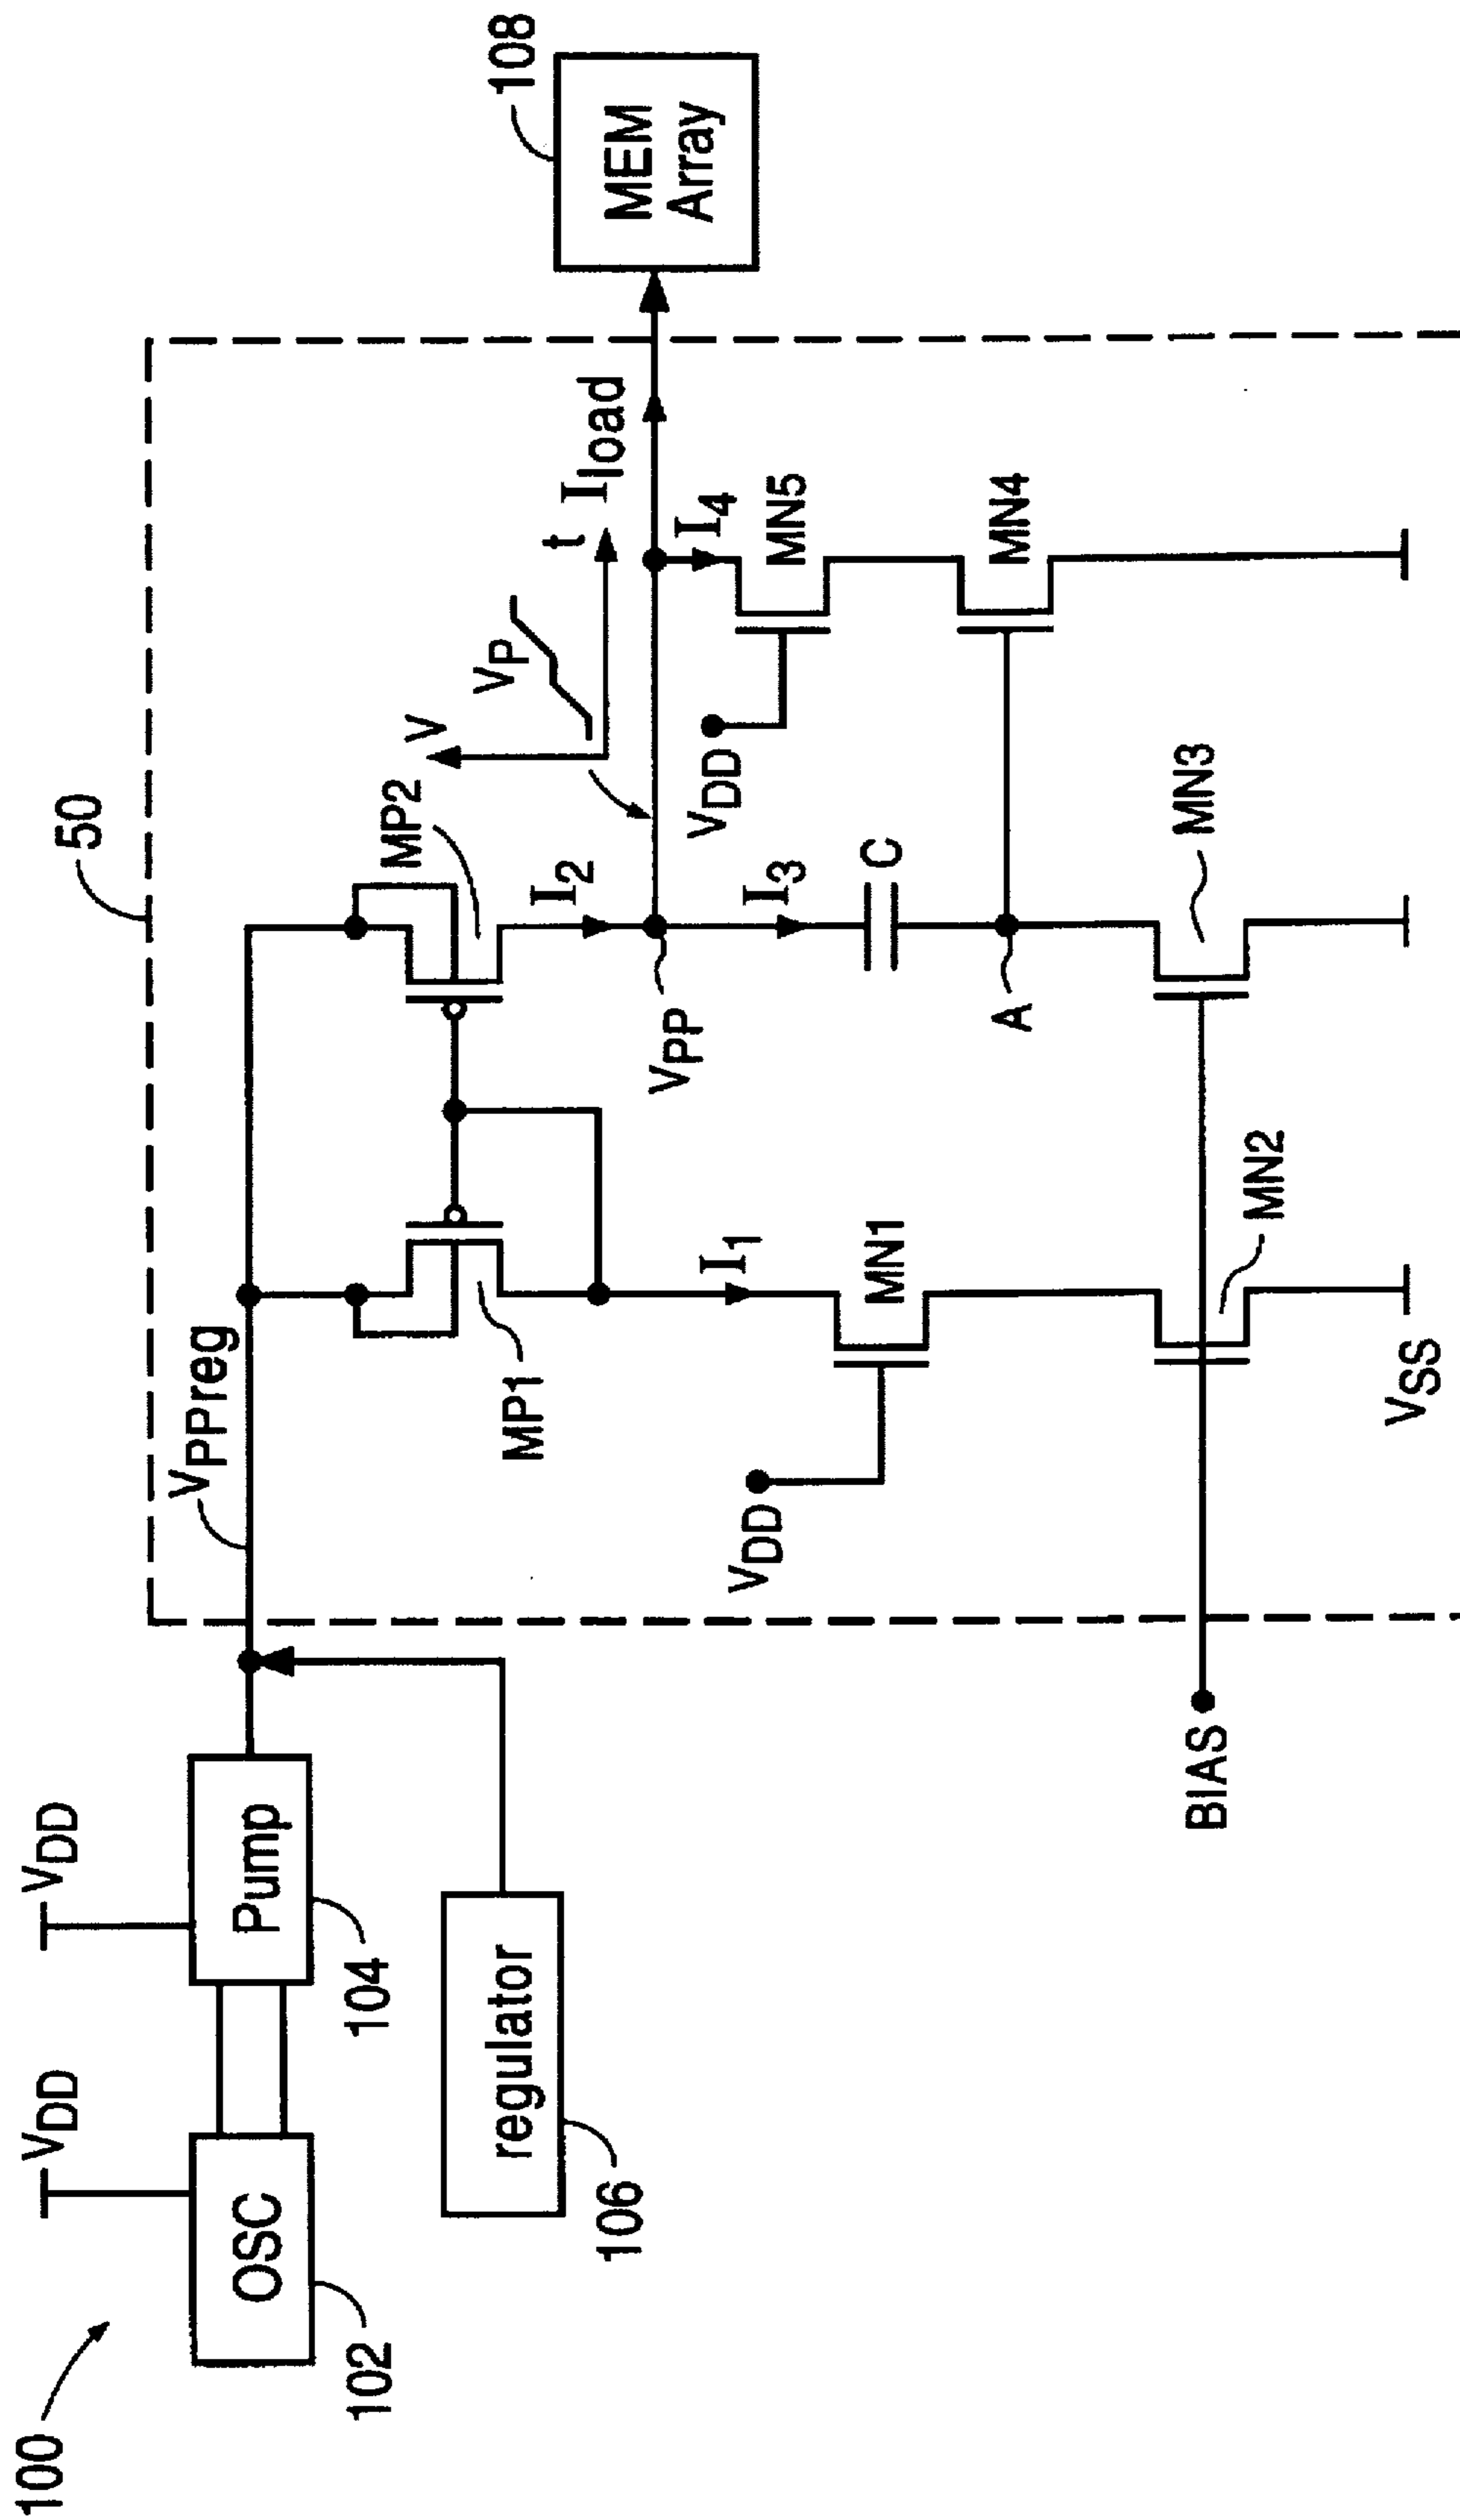 100
OSC
102
VDD
Pump
104
VDD
regulator
106
VPPreg
50
MP1
MP2
I1
I2
VDD
MN1
MN2
VSS
BIAS
VPP
I3
C
A
MN3
V
VP
t
Iload
I4
VDD
MN5
MN4
MEM
Array
108